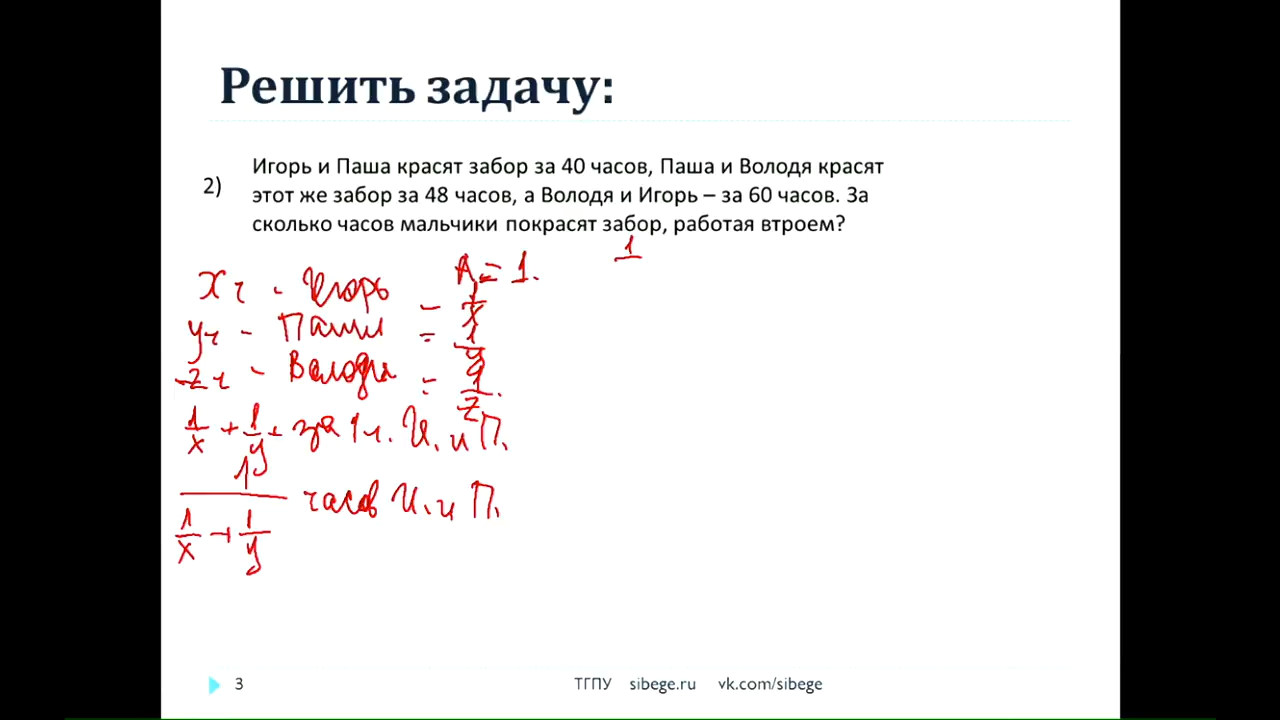 Решить задачу:
2) Игорь и Паша красят забор за 40 часов, Паша и Володя красят
этот же забор за 48 часов, а Володя и Игорь – за 60 часов. За
сколько часов мальчики покрасят забор, работая втроем?
1
A = 1.
x ч - Игорь - 1/x
y ч - Паша = 1/y
z ч - Володя = 1/z.
1/x + 1/y - за 1 ч. И. и П.
1/(1/x + 1/y) часов И. и П.
3 ТГПУ sibege.ru vk.com/sibege